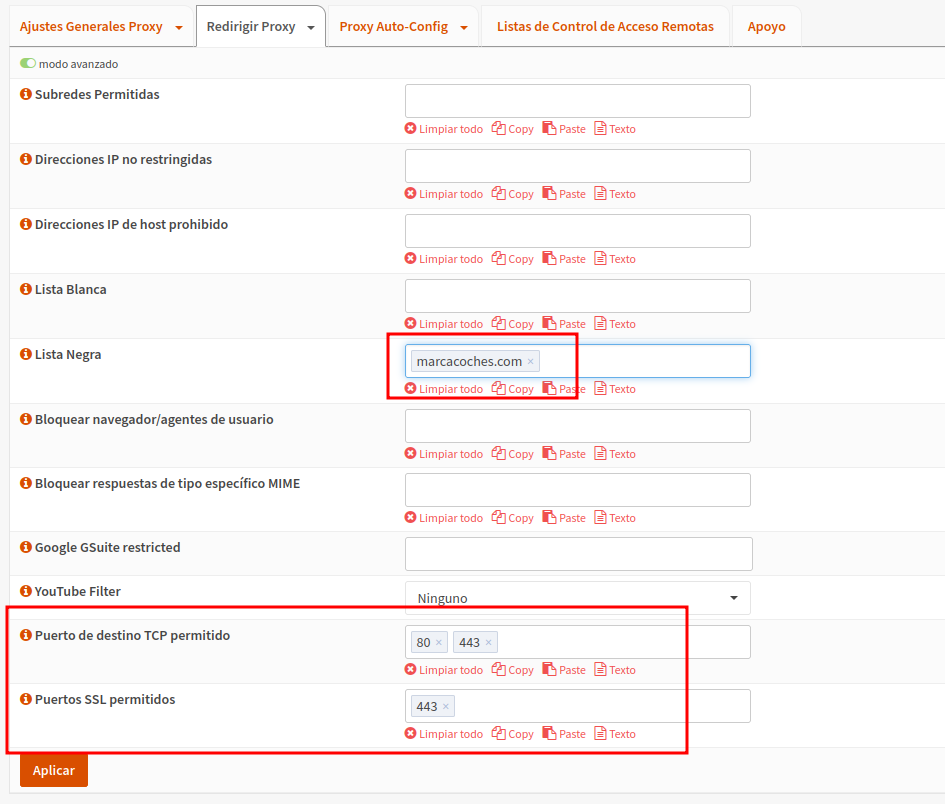 Ajustes Generales Proxy
Redirigir Proxy
Proxy Auto-Config
Listas de Control de Acceso Remotas
Apoyo
modo avanzado
Subredes Permitidas
Limpiar todo Copy Paste Texto
Direcciones IP no restringidas
Limpiar todo Copy Paste Texto
Direcciones IP de host prohibido
Limpiar todo Copy Paste Texto
Lista Blanca
Limpiar todo Copy Paste Texto
Lista Negra
marcacoches.com ×
Limpiar todo Copy Paste Texto
Bloquear navegador/agentes de usuario
Limpiar todo Copy Paste Texto
Bloquear respuestas de tipo específico MIME
Limpiar todo Copy Paste Texto
Google GSuite restricted
YouTube Filter
Ninguno
Puerto de destino TCP permitido
80 × 443 ×
Limpiar todo Copy Paste Texto
Puertos SSL permitidos
443 ×
Limpiar todo Copy Paste Texto
Aplicar